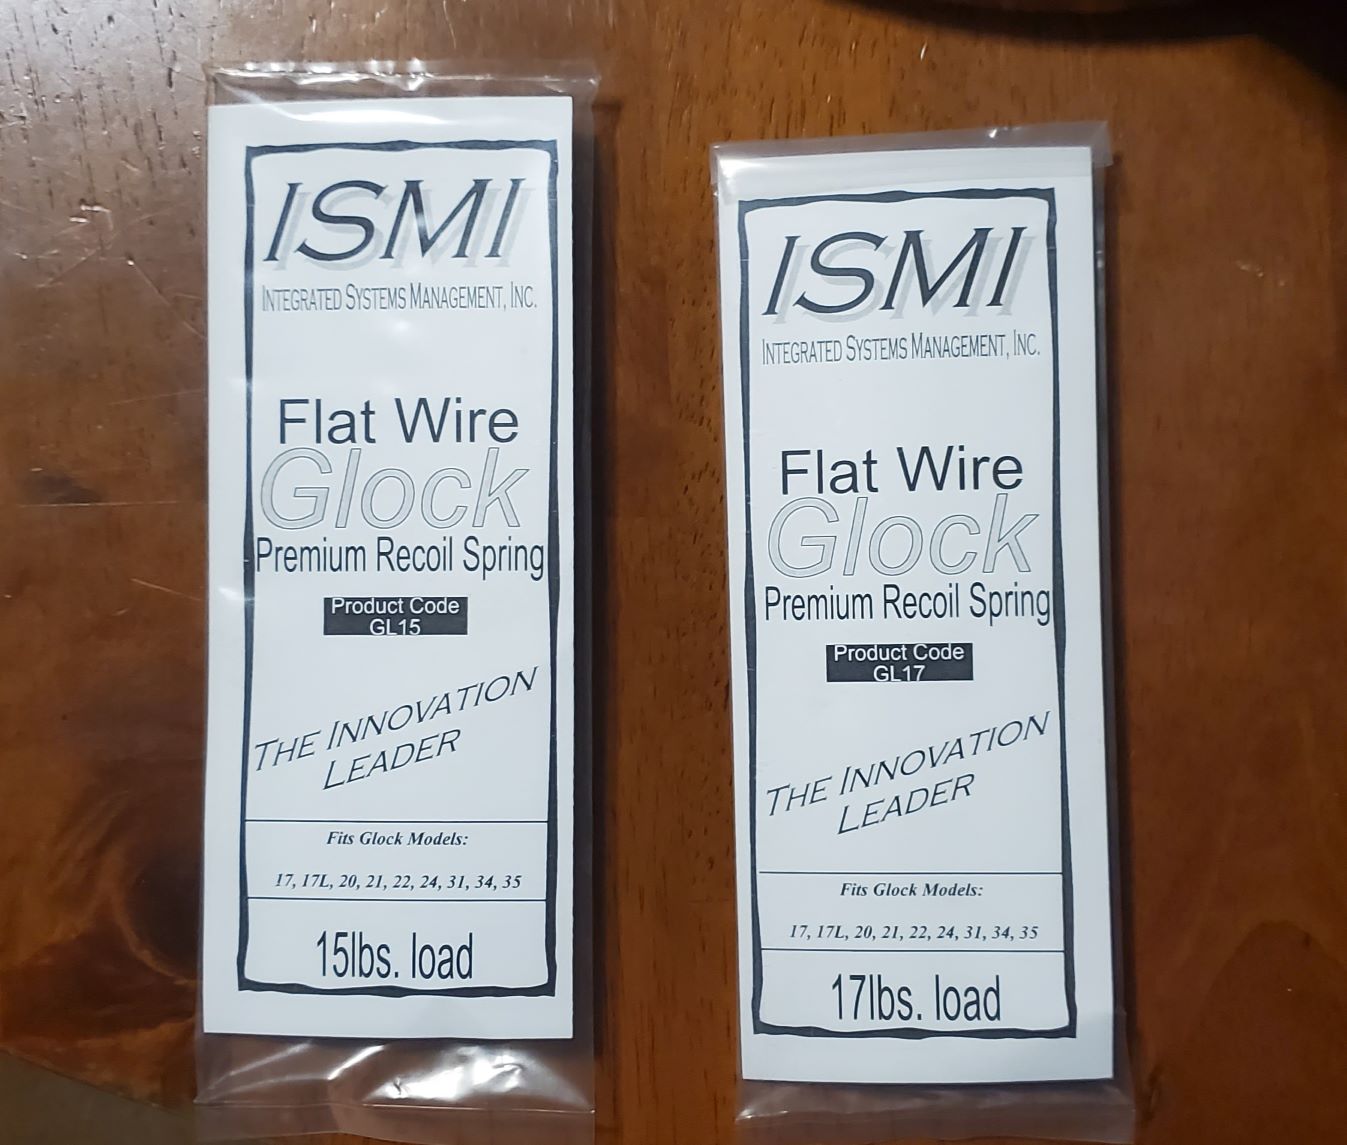 ISMI
INTEGRATED SYSTEMS MANAGEMENT, INC.
Flat Wire
Glock
Premium Recoil Spring
Product Code
GL15
THE INNOVATION
LEADER
Fits Glock Models:
17, 17L, 20, 21, 22, 24, 31, 34, 35
15lbs. load
ISMI
INTEGRATED SYSTEMS MANAGEMENT, INC.
Flat Wire
Glock
Premium Recoil Spring
Product Code
GL17
THE INNOVATION
LEADER
Fits Glock Models:
17, 17L, 20, 21, 22, 24, 31, 34, 35
17lbs. load